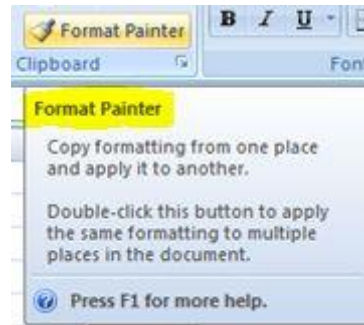 Format Painter B I U
Clipboard Fon
Format Painter
Copy formatting from one place
and apply it to another.
Double-click this button to apply
the same formatting to multiple
places in the document.
Press F1 for more help.